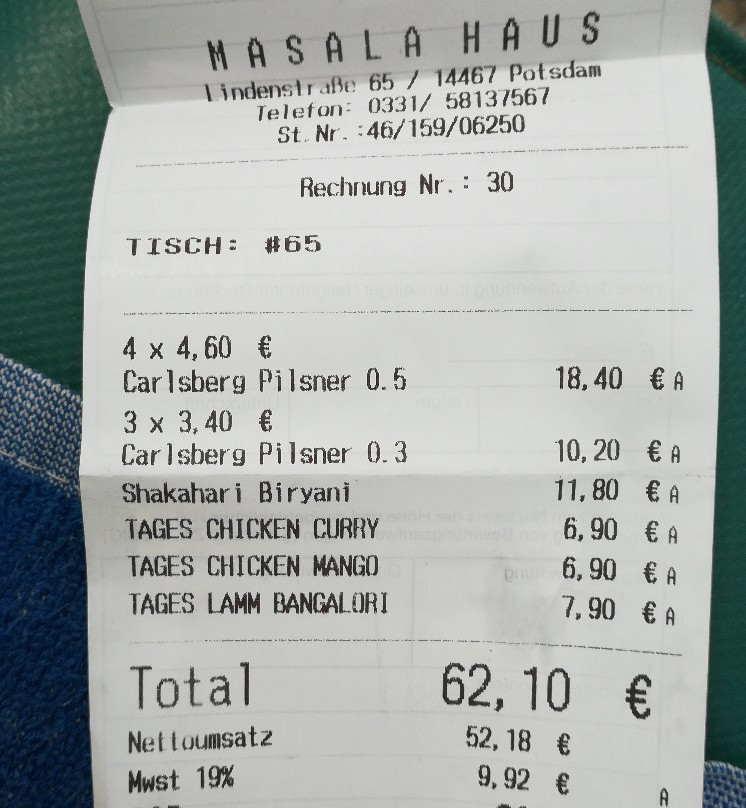 MASALA HAUS
Lindenstraße 65 / 14467 Potsdam
Telefon: 0331/ 58137567
St.Nr.:46/159/06250
Rechnung Nr.: 30
TISCH: #65
4 x 4,60 €
Carlsberg Pilsner 0.5 18,40 € A
3 x 3,40 €
Carlsberg Pilsner 0.3 10,20 € A
Shakahari Biryani 11,80 € A
TAGES CHICKEN CURRY 6,90 € A
TAGES CHICKEN MANGO 6,90 € A
TAGES LAMM BANGALORI 7,90 € A
Total 62,10 €
Nettoumsatz 52,18 €
Mwst 19% 9,92 € A